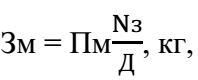 Зм = Пм Nз/Д, кг,